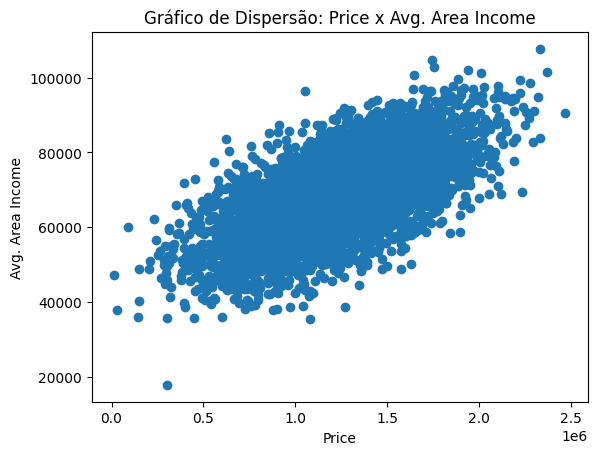 Gráfico de Dispersão: Price x Avg. Area Income
Avg. Area Income
100000
80000
60000
40000
20000
0.0 0.5 1.0 1.5 2.0 2.5
1e6
Price